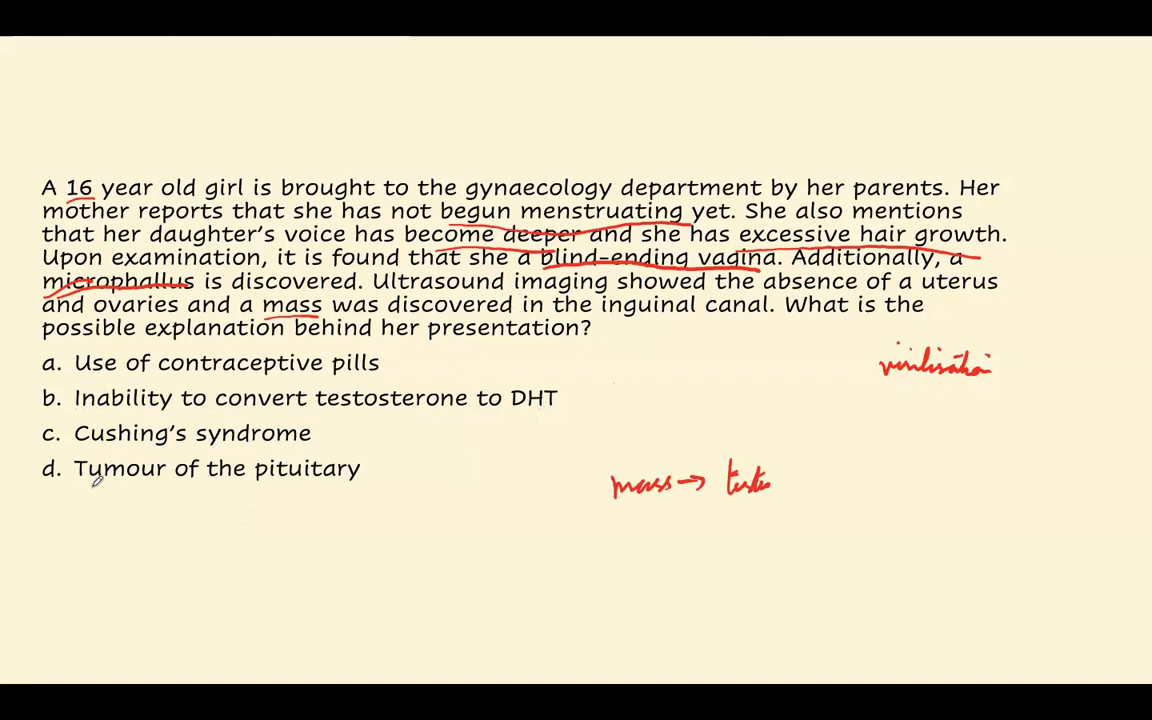 A 16 year old girl is brought to the gynaecology department by her parents. Her
mother reports that she has not begun menstruating yet. She also mentions
that her daughter's voice has become deeper and she has excessive hair growth.
Upon examination, it is found that she a blind-ending vagina. Additionally, a
microphallus is discovered. Ultrasound imaging showed the absence of a uterus
and ovaries and a mass was discovered in the inguinal canal. What is the
possible explanation behind her presentation?
a. Use of contraceptive pills
virilisation
b. Inability to convert testosterone to DHT
c. Cushing's syndrome
d. Tumour of the pituitary
mass → testis